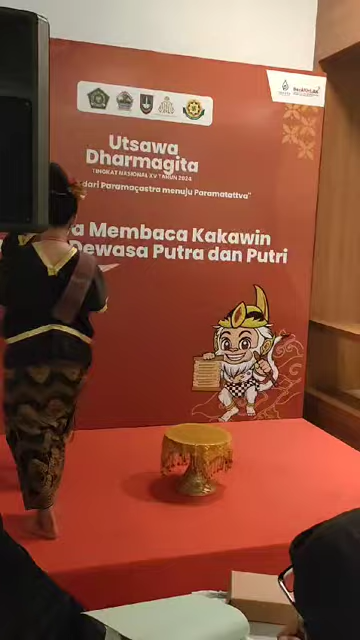 Utsawa
Dharmagita
TINGKAT NASIONAL XV TAHUN 2024
dari Paramaçastra menuju Paramatattva"
a Membaca Kakawin
Dewasa Putra dan Putri